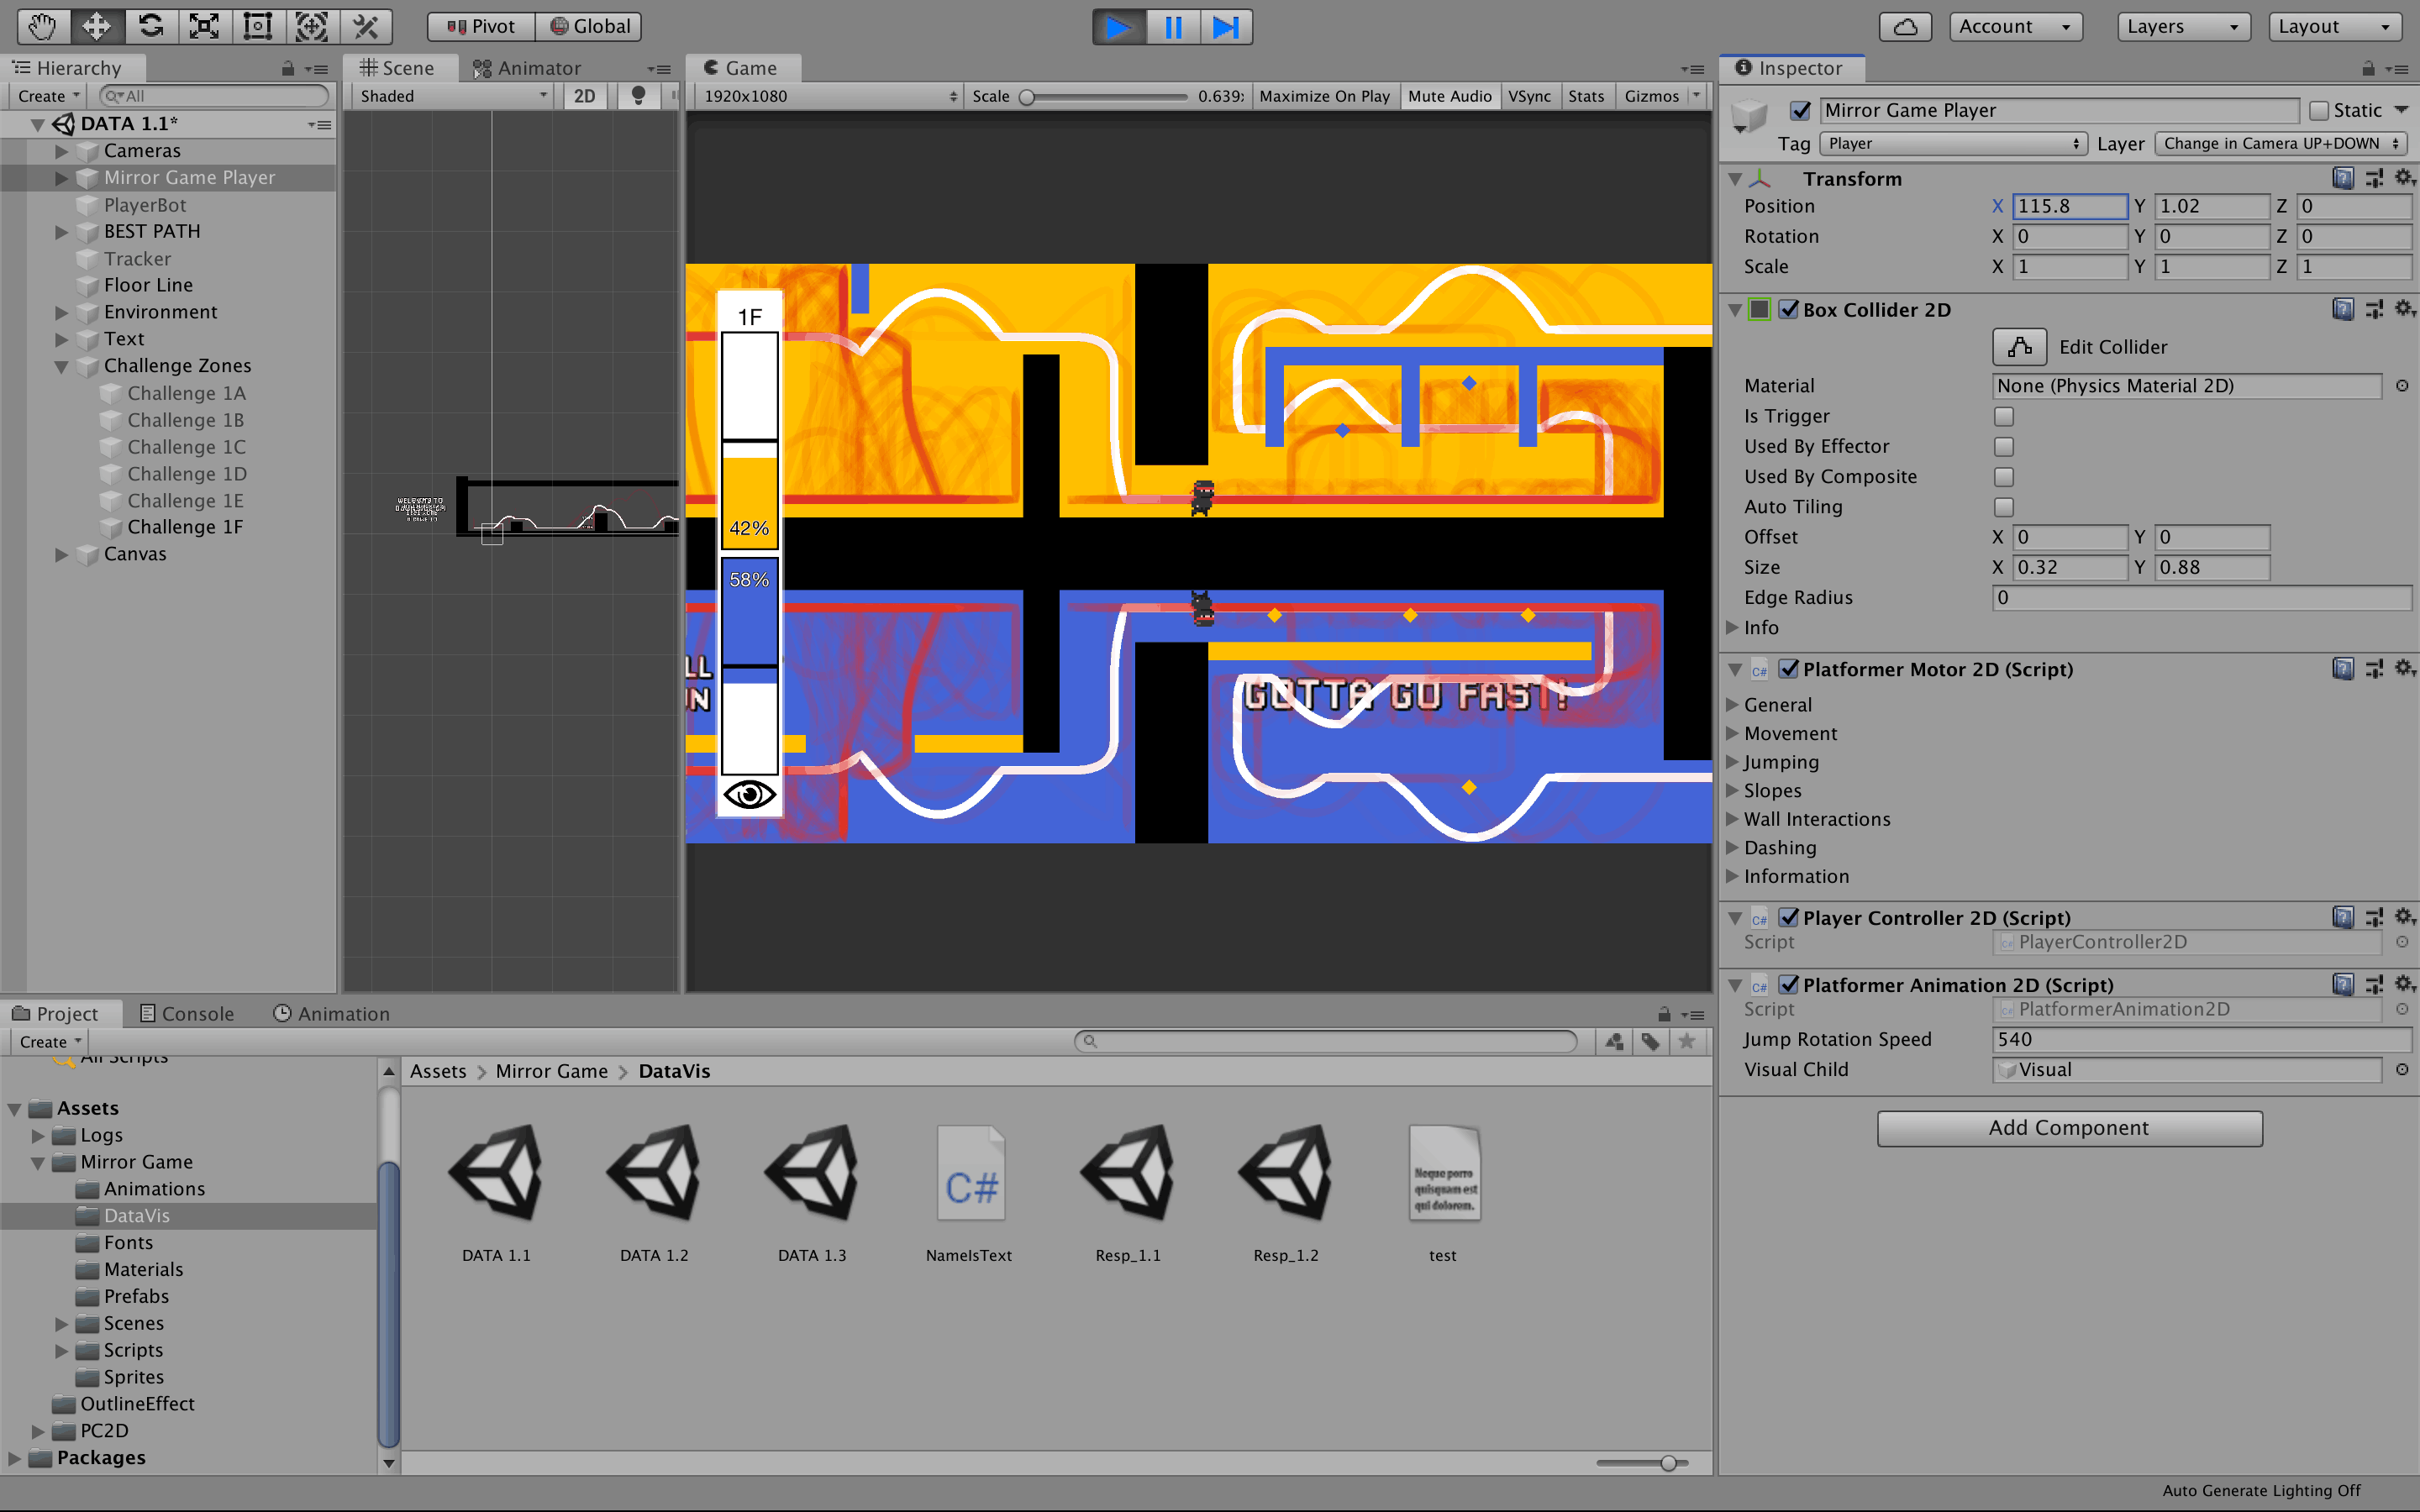 Pivot Global Account Layers Layout
Hierarchy
Create All
DATA 1.1*
Cameras
Mirror Game Player
PlayerBot
BEST PATH
Tracker
Floor Line
Environment
Text
Challenge Zones
Challenge 1A
Challenge 1B
Challenge 1C
Challenge 1D
Challenge 1E
Challenge 1F
Canvas
Scene Animator
Shaded 2D
WELCOME TO
Game
1920x1080 Scale 0.639: Maximize On Play Mute Audio VSync Stats Gizmos
1F
42%
58%
LL
N
GOTTA GO FAST!
Inspector
Mirror Game Player Static
Tag Player Layer Change in Camera UP+DOWN
Transform
Position X 115.8 Y 1.02 Z 0
Rotation X 0 Y 0 Z 0
Scale X 1 Y 1 Z 1
Box Collider 2D
Edit Collider
Material None (Physics Material 2D)
Is Trigger
Used By Effector
Used By Composite
Auto Tiling
Offset X 0 Y 0
Size X 0.32 Y 0.88
Edge Radius 0
Info
C# Platformer Motor 2D (Script)
General
Movement
Jumping
Slopes
Wall Interactions
Dashing
Information
C# Player Controller 2D (Script)
Script PlayerController2D
C# Platformer Animation 2D (Script)
Script PlatformerAnimation2D
Jump Rotation Speed 540
Visual Child Visual
Add Component
Project Console Animation
Create
All Scripts
Assets
Logs
Mirror Game
Animations
DataVis
Fonts
Materials
Prefabs
Scenes
Scripts
Sprites
OutlineEffect
PC2D
Packages
Assets > Mirror Game > DataVis
C#
Neque porro
quisquam est
qui dolorem.
DATA 1.1 DATA 1.2 DATA 1.3 NameIsText Resp_1.1 Resp_1.2 test
Auto Generate Lighting Off